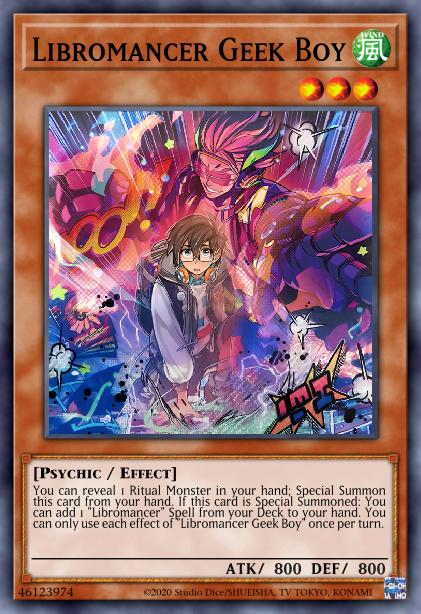 Libromancer Geek Boy
WIND
風
[Psychic / Effect]
You can reveal 1 Ritual Monster in your hand; Special Summon
this card from your hand. If this card is Special Summoned: You
can add 1 "Libromancer" Spell from your Deck to your hand. You
can only use each effect of "Libromancer Geek Boy" once per turn.
ATK/ 800 DEF/ 800
46123974
©2020 Studio Dice/SHUEISHA, TV TOKYO, KONAMI